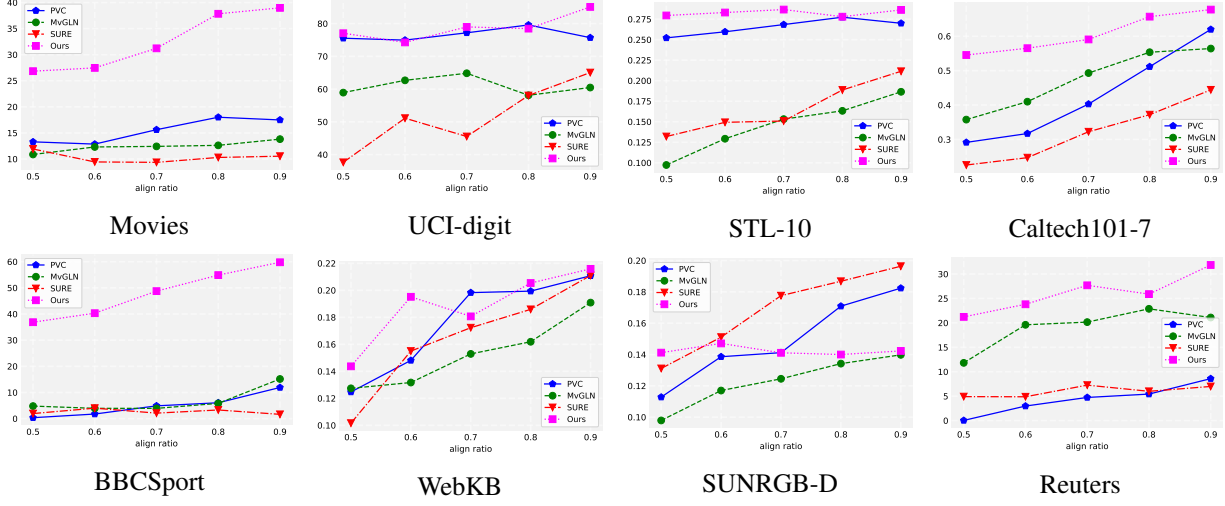 40
35
30
25
20
15
10
PVC
MvGLN
SURE
Ours
0.5 0.6 0.7 0.8 0.9
align ratio
Movies
80
70
60
50
40
PVC
MvGLN
SURE
Ours
0.5 0.6 0.7 0.8 0.9
align ratio
UCI-digit
0.275
0.250
0.225
0.200
0.175
0.150
0.125
0.100
PVC
MvGLN
SURE
Ours
0.5 0.6 0.7 0.8 0.9
align ratio
STL-10
0.6
0.5
0.4
0.3
PVC
MvGLN
SURE
Ours
0.5 0.6 0.7 0.8 0.9
align ratio
Caltech101-7
60
50
40
30
20
10
0
PVC
MvGLN
SURE
Ours
0.5 0.6 0.7 0.8 0.9
align ratio
BBCSport
0.22
0.20
0.18
0.16
0.14
0.12
0.10
PVC
MvGLN
SURE
Ours
0.5 0.6 0.7 0.8 0.9
align ratio
WebKB
0.20
0.18
0.16
0.14
0.12
0.10
PVC
MvGLN
SURE
Ours
0.5 0.6 0.7 0.8 0.9
align ratio
SUNRGB-D
30
25
20
15
10
5
0
PVC
MvGLN
SURE
Ours
0.5 0.6 0.7 0.8 0.9
align ratio
Reuters